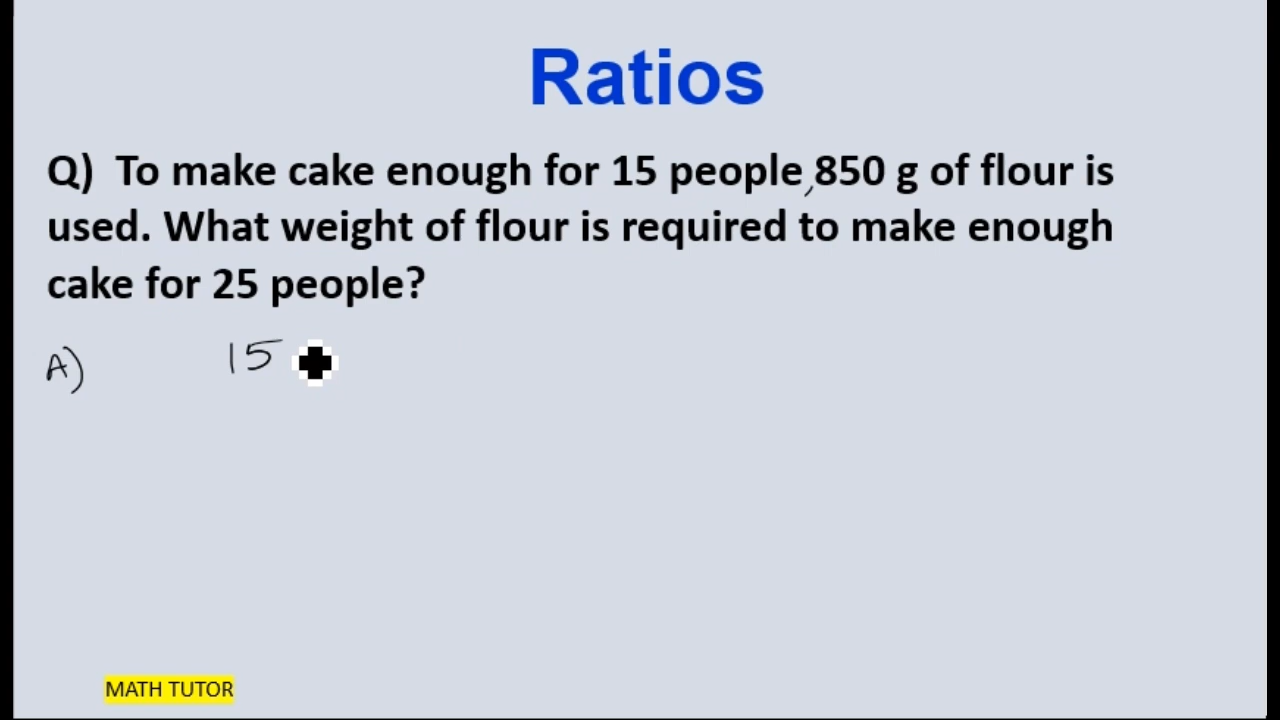 Ratios
Q) To make cake enough for 15 people,850 g of flour is
used. What weight of flour is required to make enough
cake for 25 people?
A) 15
MATH TUTOR